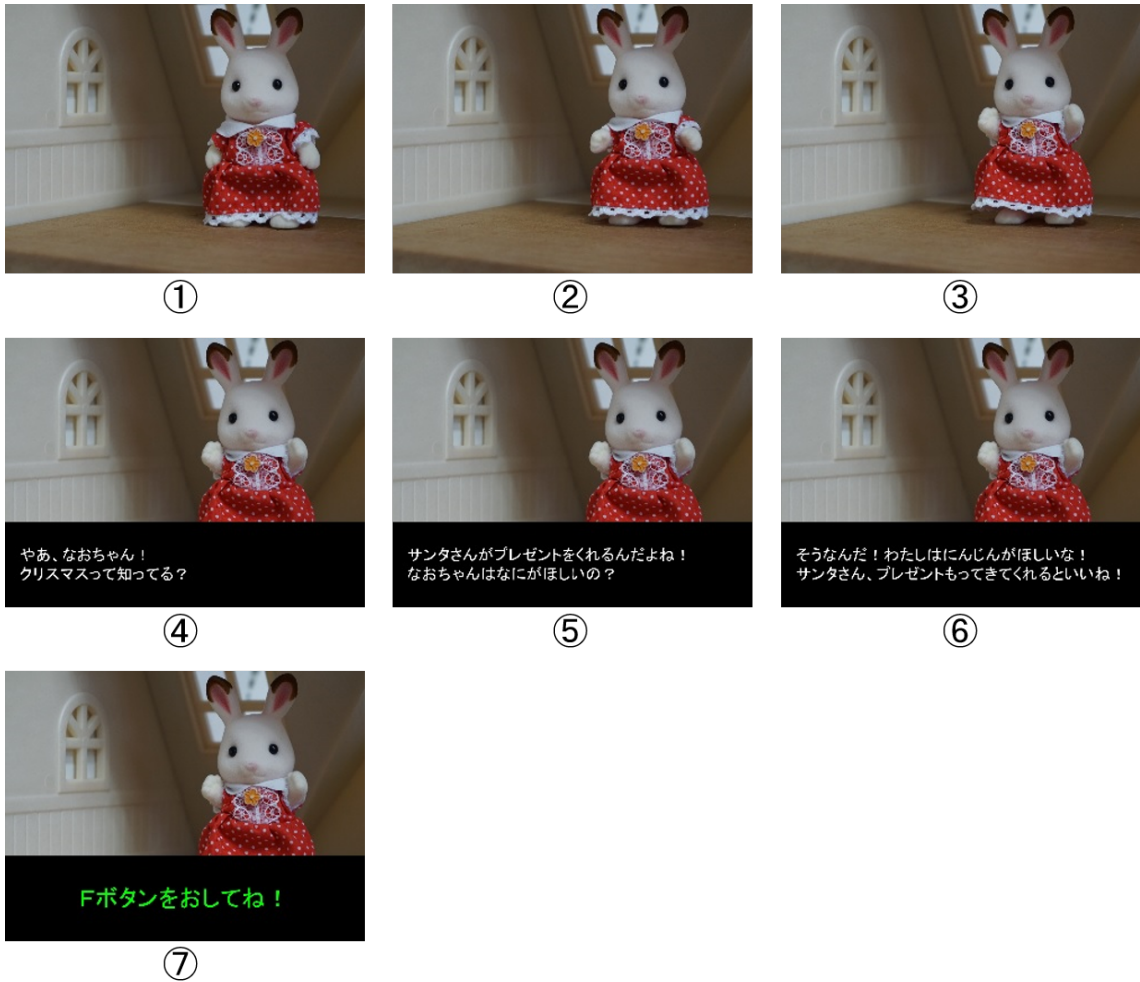 ①
②
③
やあ、なおちゃん！
クリスマスって知ってる？
④
サンタさんがプレゼントをくれるんだよね！
なおちゃんはなにがほしいの？
⑤
そうなんだ！わたしはにんじんがほしいな！
サンタさん、プレゼントもってきてくれるといいね！
⑥
Fボタンをおしてね！
⑦